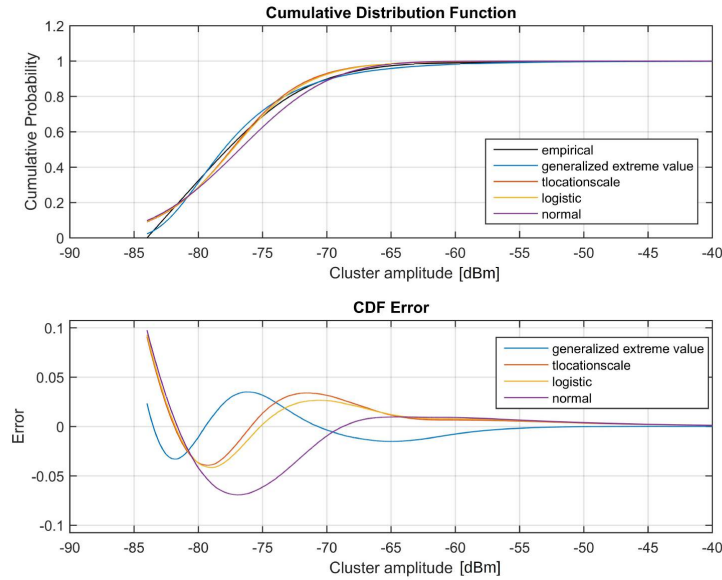 Cumulative Distribution Function
Cumulative Probability
1.2
1
0.8
0.6
0.4
0.2
0
empirical
generalized extreme value
tlocationscale
logistic
normal
-90 -85 -80 -75 -70 -65 -60 -55 -50 -45 -40
Cluster amplitude [dBm]
CDF Error
Error
0.1
0.05
0
-0.05
-0.1
generalized extreme value
tlocationscale
logistic
normal
-90 -85 -80 -75 -70 -65 -60 -55 -50 -45 -40
Cluster amplitude [dBm]